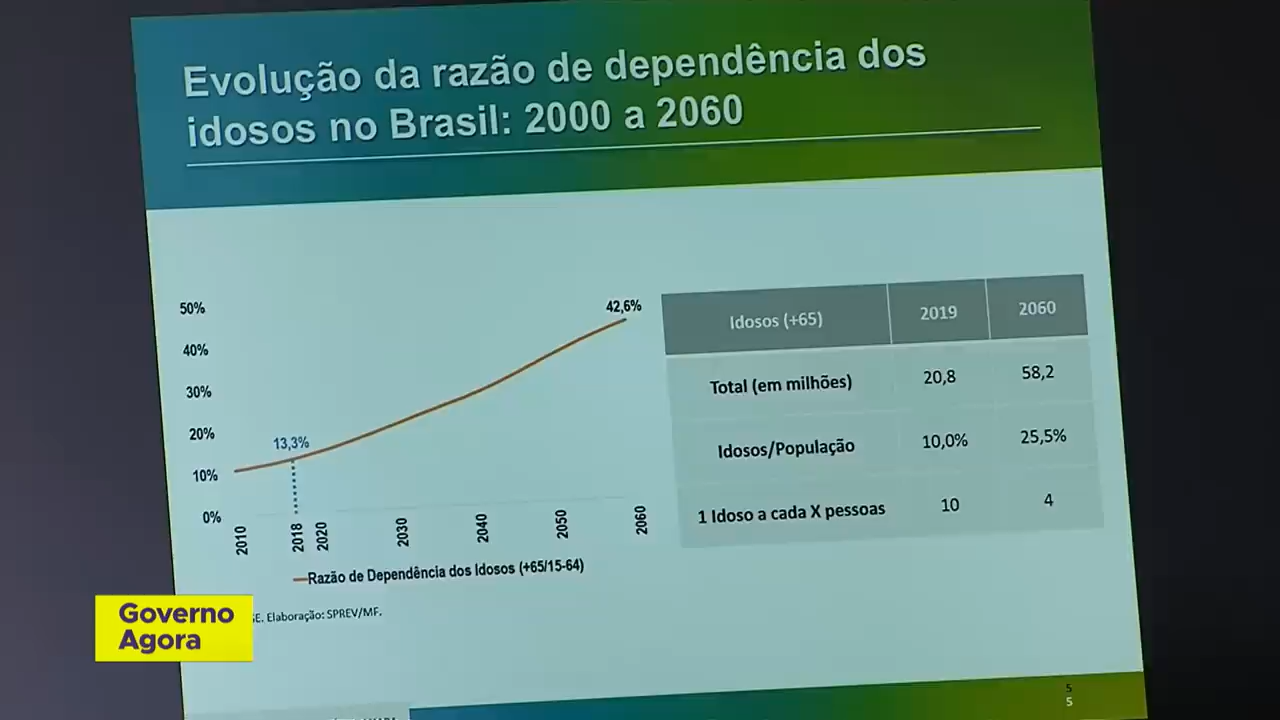 Evolução da razão de dependência dos
idosos no Brasil: 2000 a 2060
50%
40%
30%
20%
10%
0%
13,3%
42,6%
2010
2018
2020
2030
2040
2050
2060
Razão de Dependência dos Idosos (+65/15-64)
Idosos (+65) 2019 2060
Total (em milhões) 20,8 58,2
Idosos/População 10,0% 25,5%
1 Idoso a cada X pessoas 10 4
Elaboração: SPREV/MF.
Governo
Agora
5
5